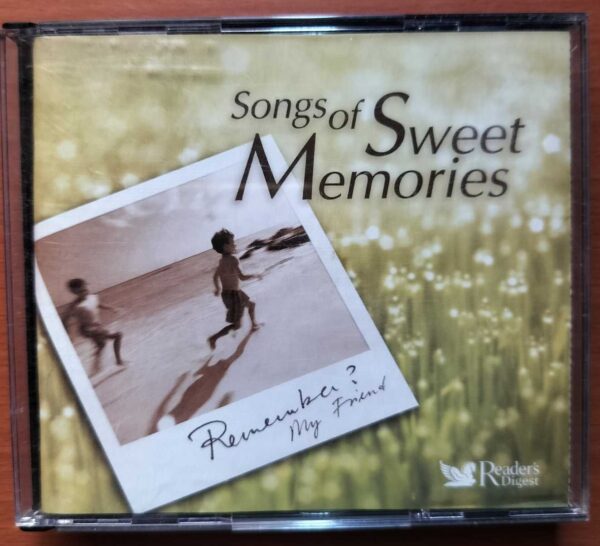 Songs of Sweet
Memories
Remember?
My Friend
Reader's
Digest